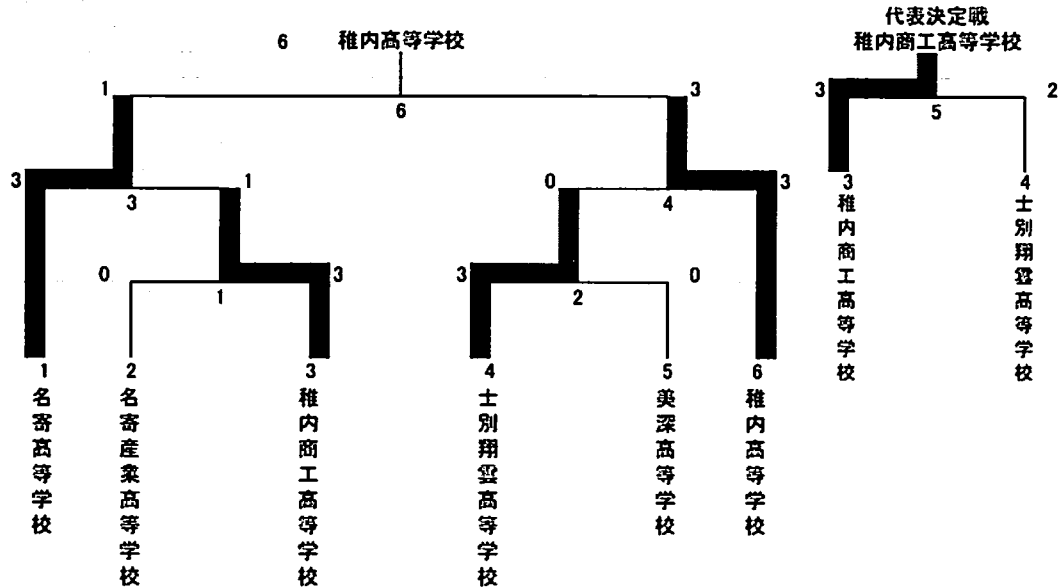 代表決定戦
6 稚内高等学校
稚内商工高等学校
1 3
6
3 2
5
3 1 0 3
3 4
3 4
稚内商工高等学校
士別翔雲高等学校
0 3 3 0
1 2
1 2 3 4 5 6
名寄高等学校
名寄産業高等学校
稚内商工高等学校
士別翔雲高等学校
美深高等学校
稚内高等学校